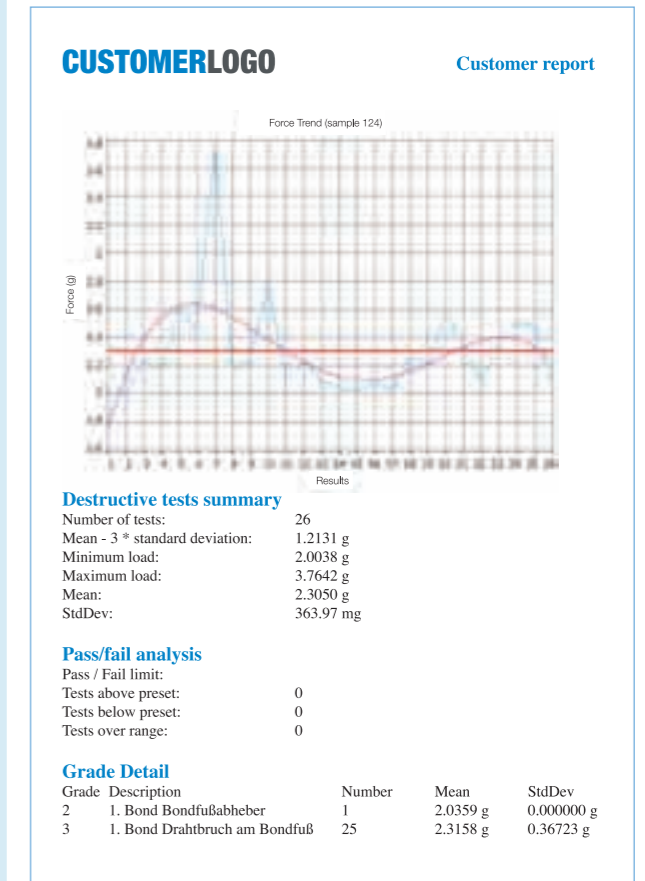 CUSTOMERLOGO
Customer report
Force Trend (sample 124)
Force (g)
Results
Destructive tests summary
Number of tests: 26
Mean - 3 * standard deviation: 1.2131 g
Minimum load: 2.0038 g
Maximum load: 3.7642 g
Mean: 2.3050 g
StdDev: 363.97 mg
Pass/fail analysis
Pass / Fail limit:
Tests above preset: 0
Tests below preset: 0
Tests over range: 0
Grade Detail
Grade Description Number Mean StdDev
2 1. Bond Bondfußabheber 1 2.0359 g 0.000000 g
3 1. Bond Drahtbruch am Bondfuß 25 2.3158 g 0.36723 g